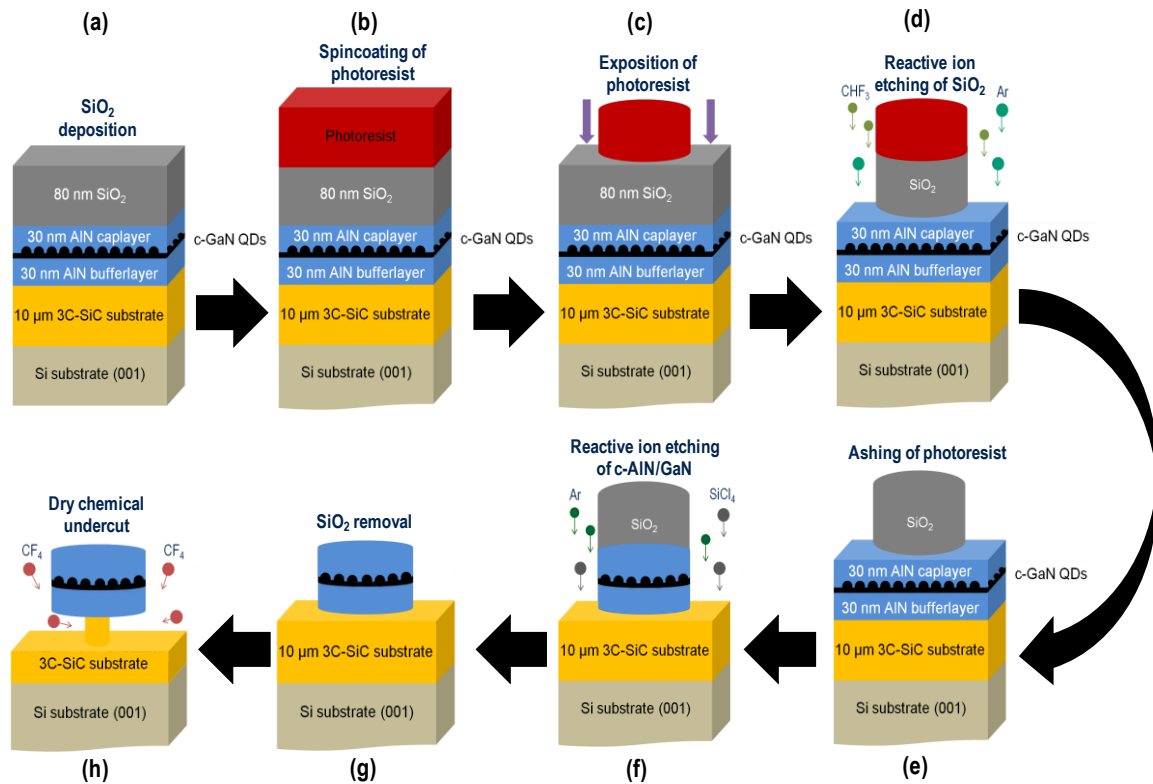 (a)
(b)
(c)
(d)
SiO₂
deposition
80 nm SiO₂
30 nm AlN caplayer
30 nm AlN bufferlayer
10 µm 3C-SiC substrate
Si substrate (001)
c-GaN QDs
Spincoating of
photoresist
Photoresist
80 nm SiO₂
30 nm AlN caplayer
30 nm AlN bufferlayer
10 µm 3C-SiC substrate
Si substrate (001)
c-GaN QDs
Exposition of
photoresist
80 nm SiO₂
30 nm AlN caplayer
30 nm AlN bufferlayer
10 µm 3C-SiC substrate
Si substrate (001)
c-GaN QDs
Reactive ion
etching of SiO₂
CHF₃
Ar
SiO₂
30 nm AlN caplayer
30 nm AlN bufferlayer
10 µm 3C-SiC substrate
Si substrate (001)
c-GaN QDs
Dry chemical
undercut
CF₄
CF₄
3C-SiC substrate
Si substrate (001)
SiO₂ removal
10 µm 3C-SiC substrate
Si substrate (001)
Reactive ion etching
of c-AlN/GaN
Ar
SiCl₄
SiO₂
10 µm 3C-SiC substrate
Si substrate (001)
Ashing of photoresist
SiO₂
30 nm AlN caplayer
30 nm AlN bufferlayer
10 µm 3C-SiC substrate
Si substrate (001)
c-GaN QDs
(h)
(g)
(f)
(e)